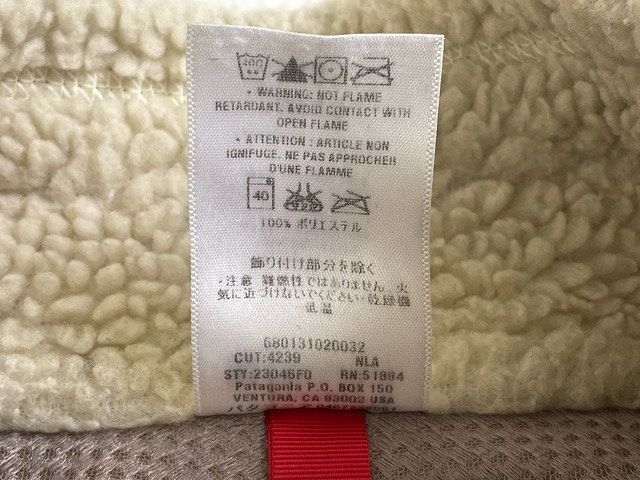 40C
• WARNING: NOT FLAME
RETARDANT. AVOID CONTACT WITH
OPEN FLAME
• ATTENTION : ARTICLE NON
IGNIFUGE. NE PAS APPROCHER
D'UNE FLAMME
40
100% ポリエステル
飾り付け部分を除く
・注意 難燃性ではありません。火
気に近づけないでください・乾燥機
低温
680131020032
CUT:4239 NLA
STY:23046F0 RN:51884
Patagonia P.O. BOX 150
VENTURA, CA 93002 USA